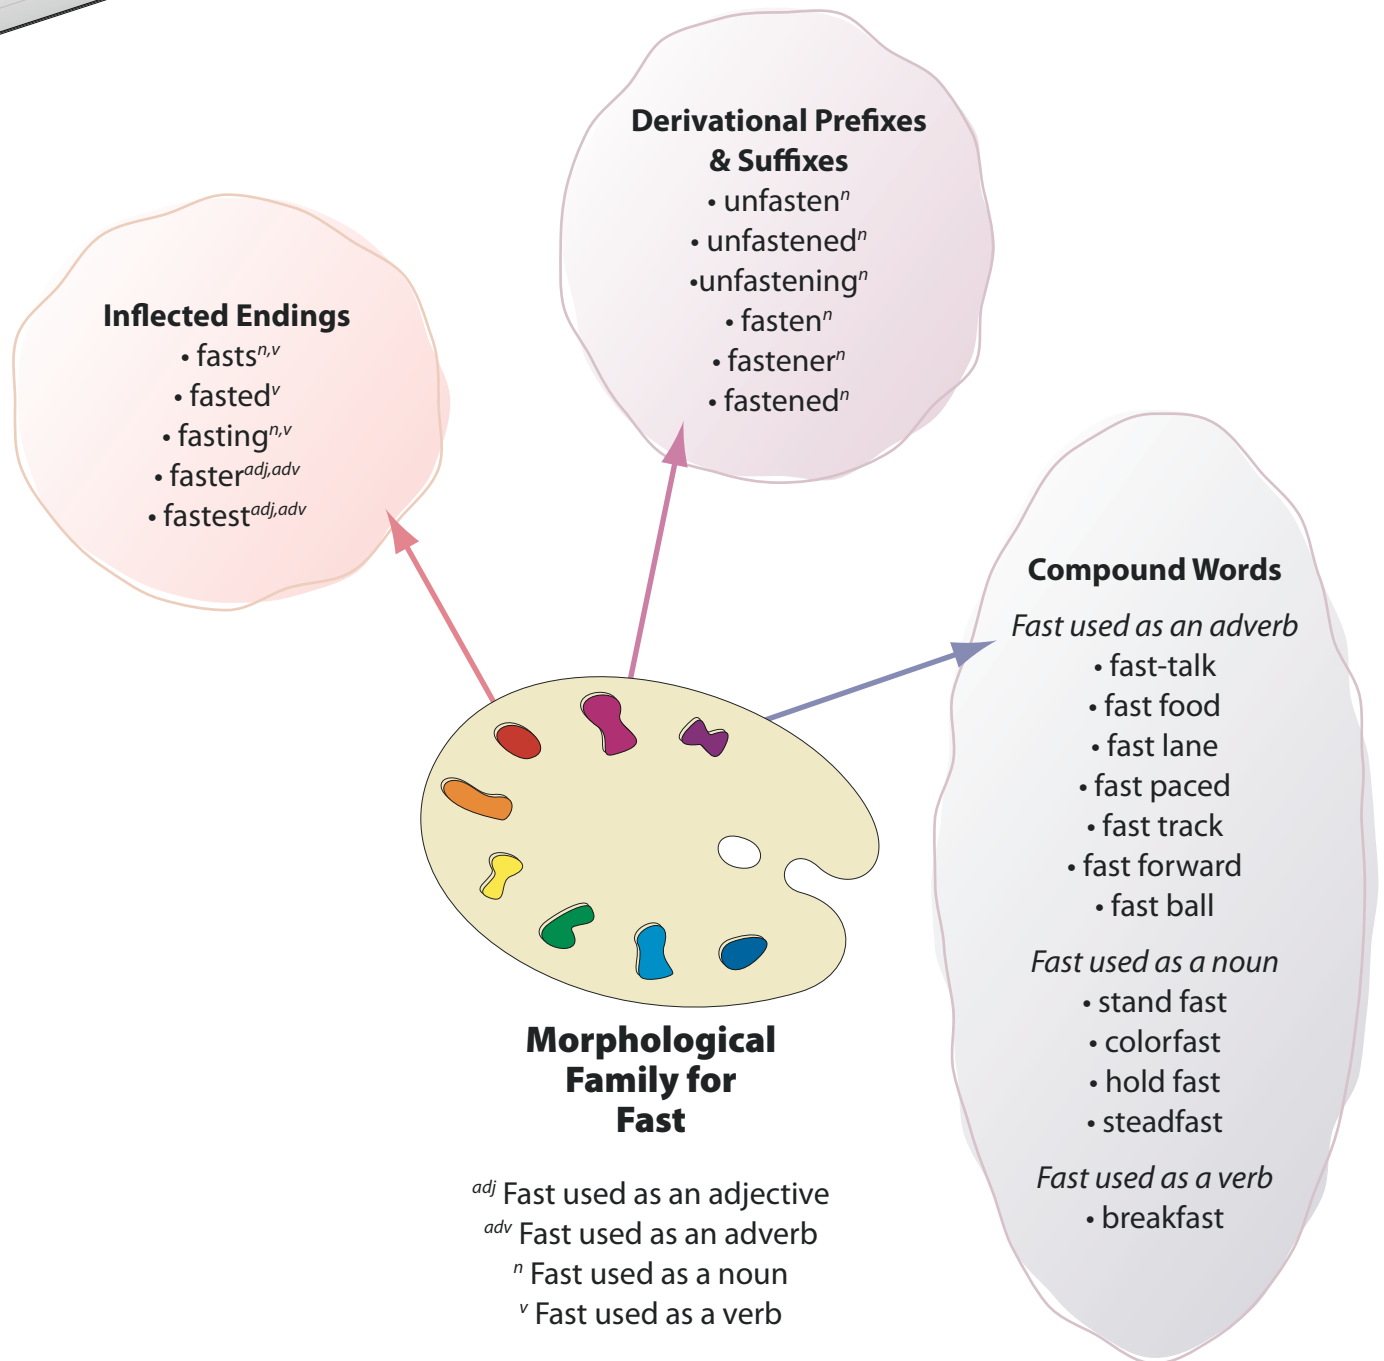 Derivational Prefixes
& Suffixes
• unfastenⁿ
• unfastenedⁿ
•unfasteningⁿ
• fastenⁿ
• fastenerⁿ
• fastenedⁿ
Inflected Endings
• fastsn,v
• fastedv
• fastingn,v
• fasteradj,adv
• fastestadj,adv
Compound Words
Fast used as an adverb
• fast-talk
• fast food
• fast lane
• fast paced
• fast track
• fast forward
• fast ball
Fast used as a noun
• stand fast
• colorfast
• hold fast
• steadfast
Fast used as a verb
• breakfast
Morphological
Family for
Fast
adj Fast used as an adjective
adv Fast used as an adverb
n Fast used as a noun
v Fast used as a verb